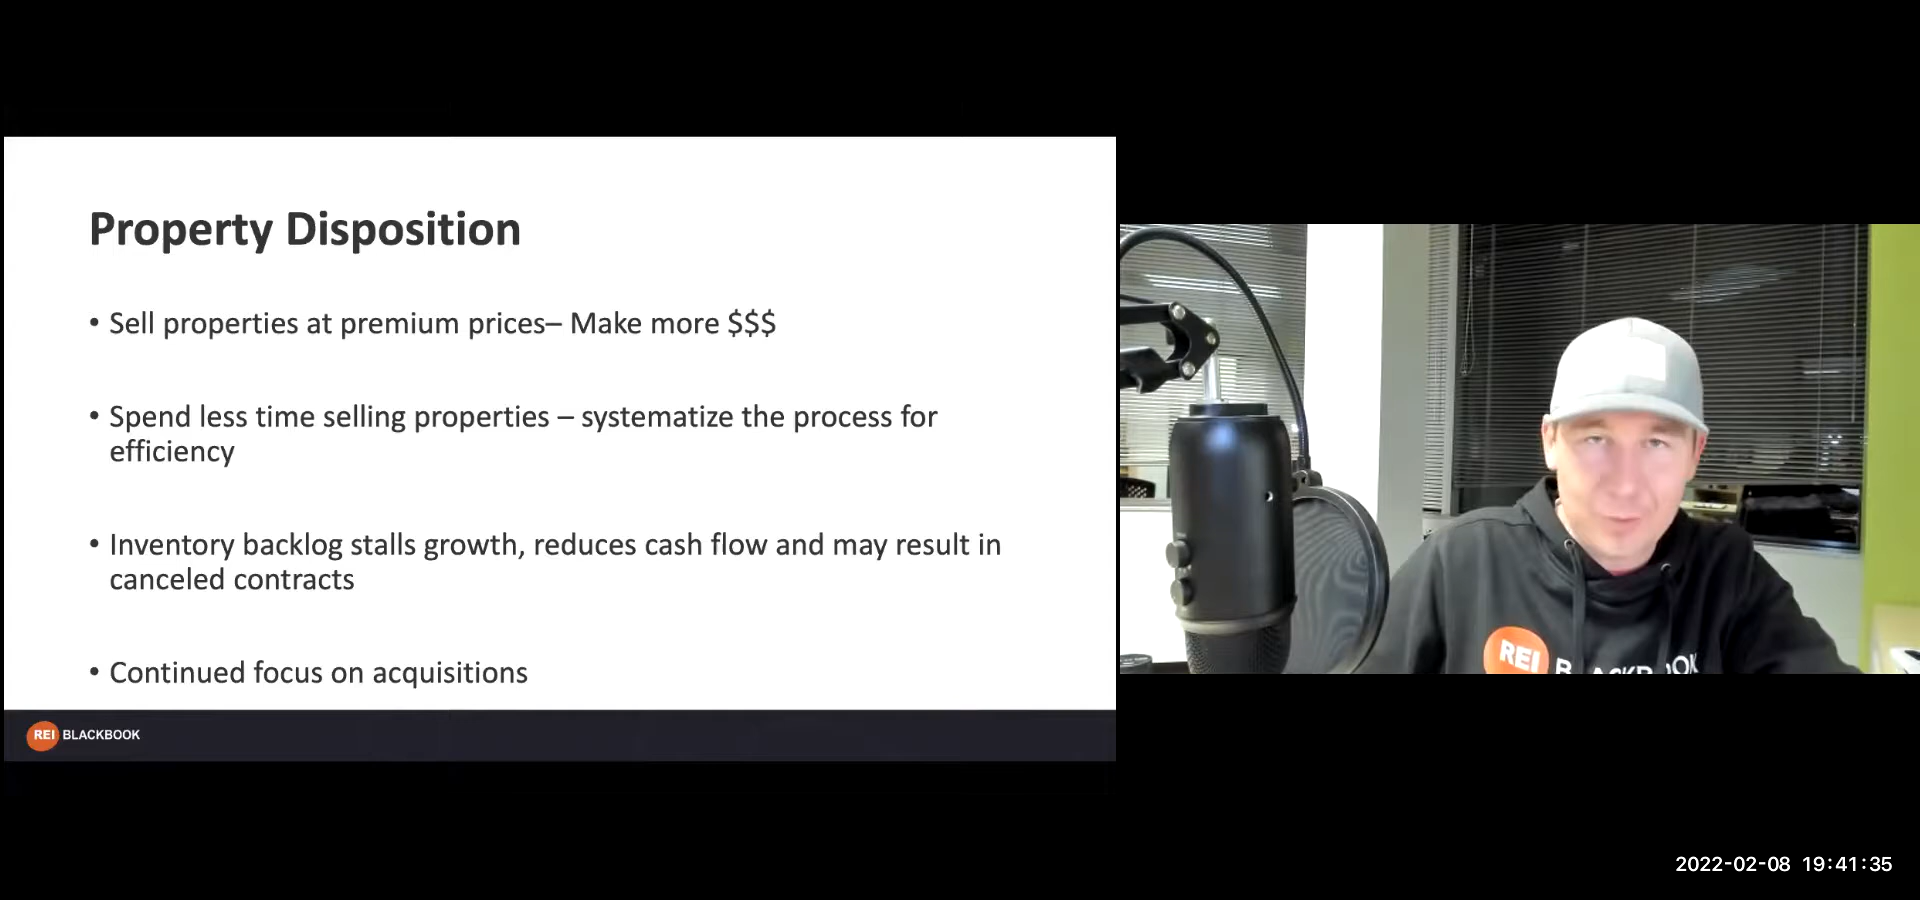 Property Disposition
• Sell properties at premium prices– Make more $$$
• Spend less time selling properties – systematize the process for
efficiency
• Inventory backlog stalls growth, reduces cash flow and may result in
canceled contracts
• Continued focus on acquisitions
REI BLACKBOOK
REI BLACKBOOK
2022-02-08 19:41:35